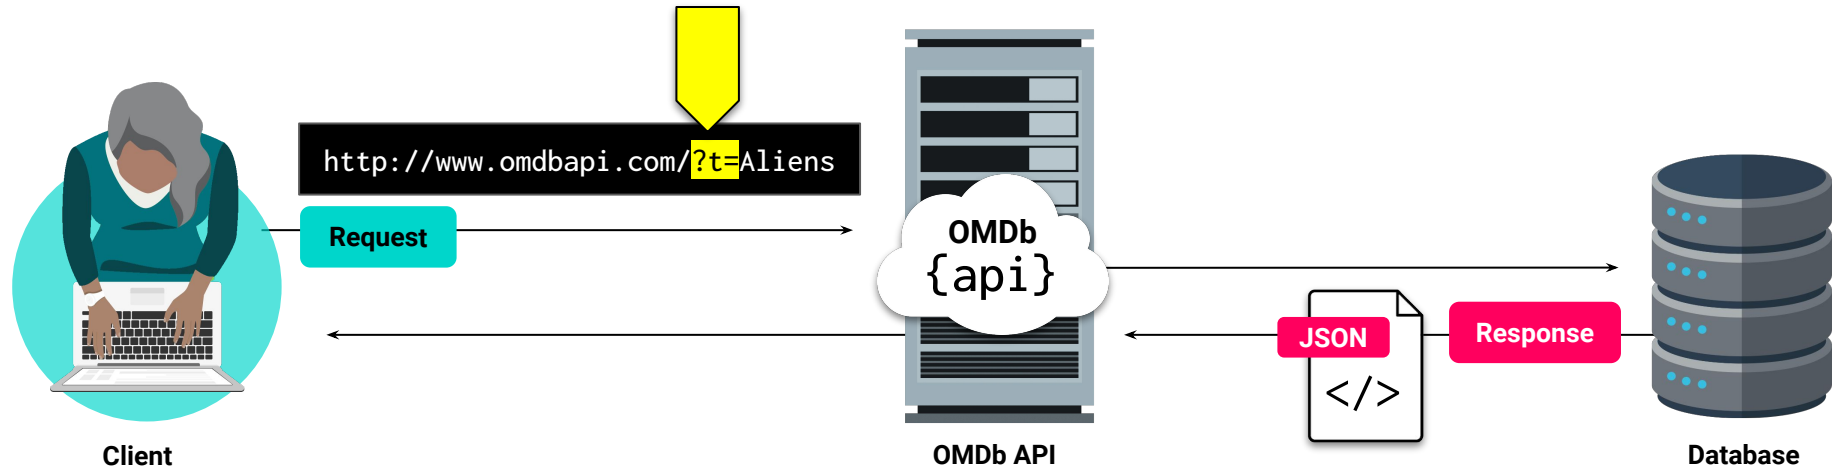 http://www.omdbapi.com/?t=Aliens
Request
OMDb
{api}
JSON
</>
Response
Client
OMDb API
Database